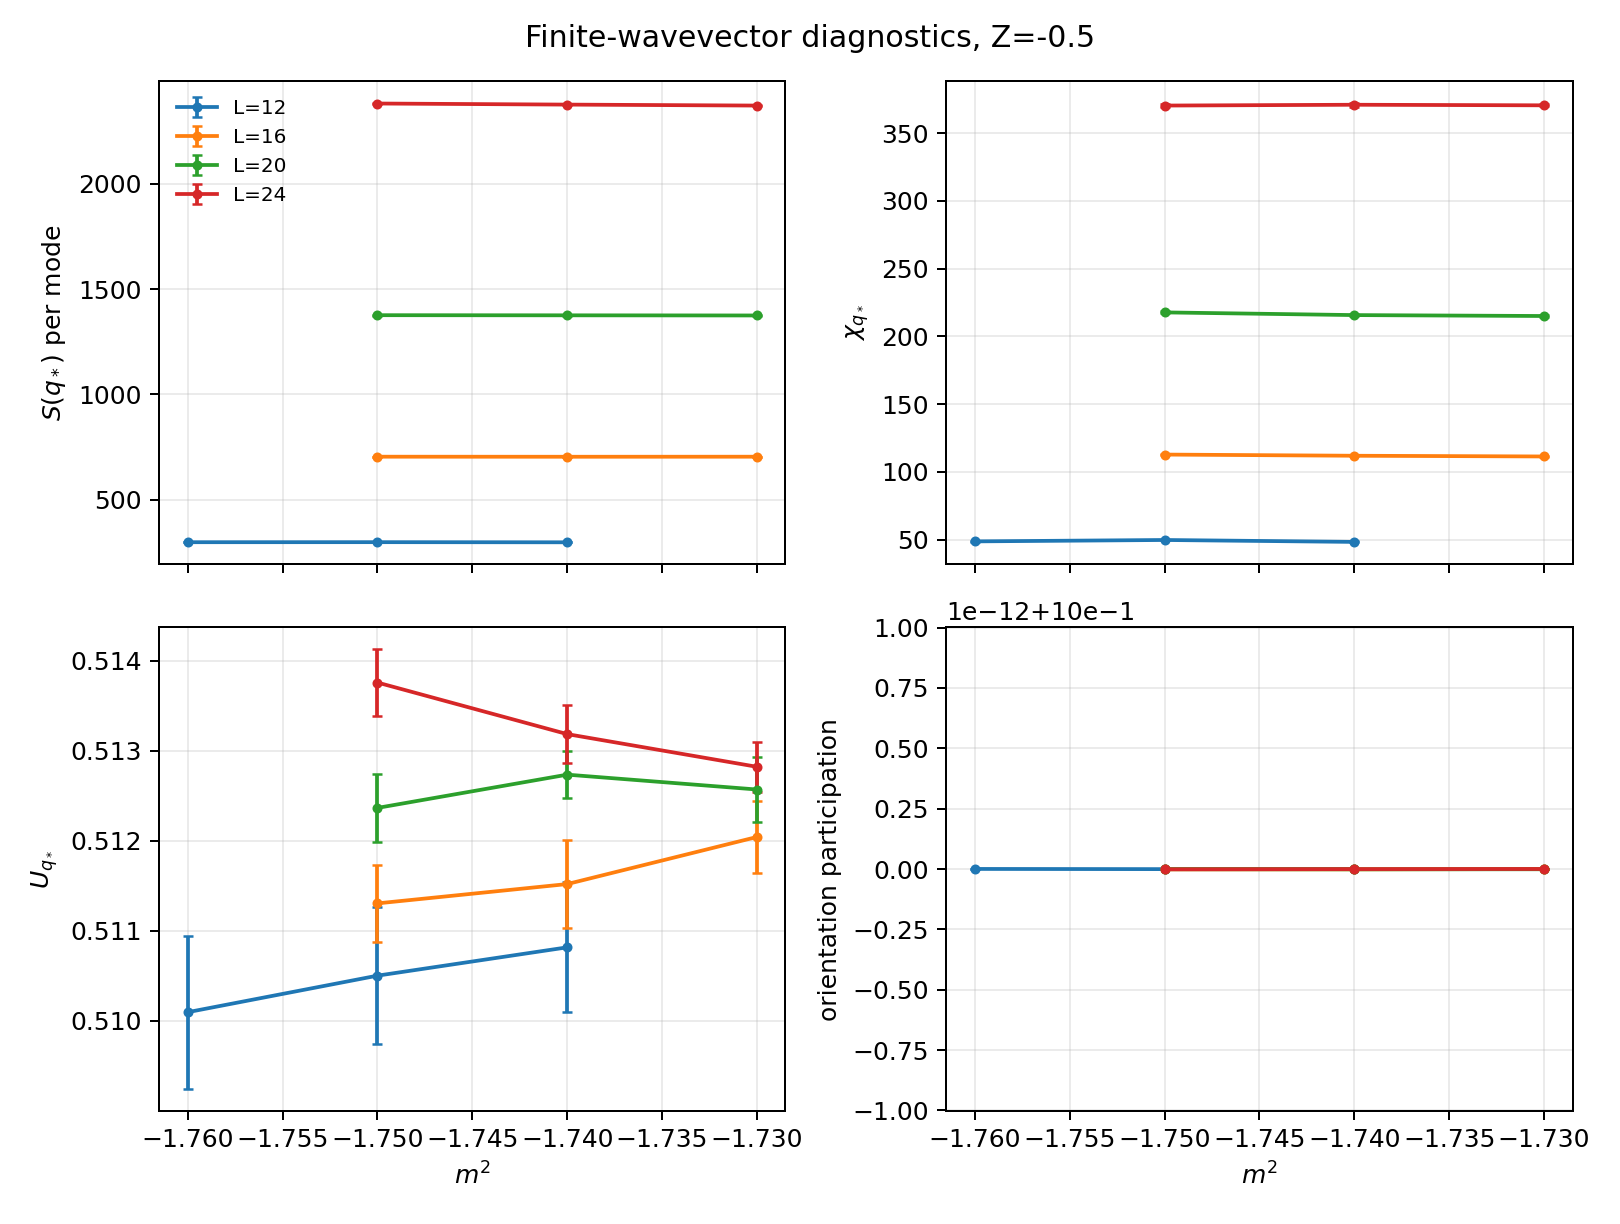 Finite-wavevector diagnostics, Z=-0.5
L=12
L=16
L=20
L=24
2000
1500
1000
500
S(q*) per mode
350
300
250
200
150
100
50
χq*
0.514
0.513
0.512
0.511
0.510
Uq*
−1.760 −1.755 −1.750 −1.745 −1.740 −1.735 −1.730
m²
1e−12+10e−1
1.00
0.75
0.50
0.25
0.00
−0.25
−0.50
−0.75
−1.00
orientation participation
−1.760 −1.755 −1.750 −1.745 −1.740 −1.735 −1.730
m²